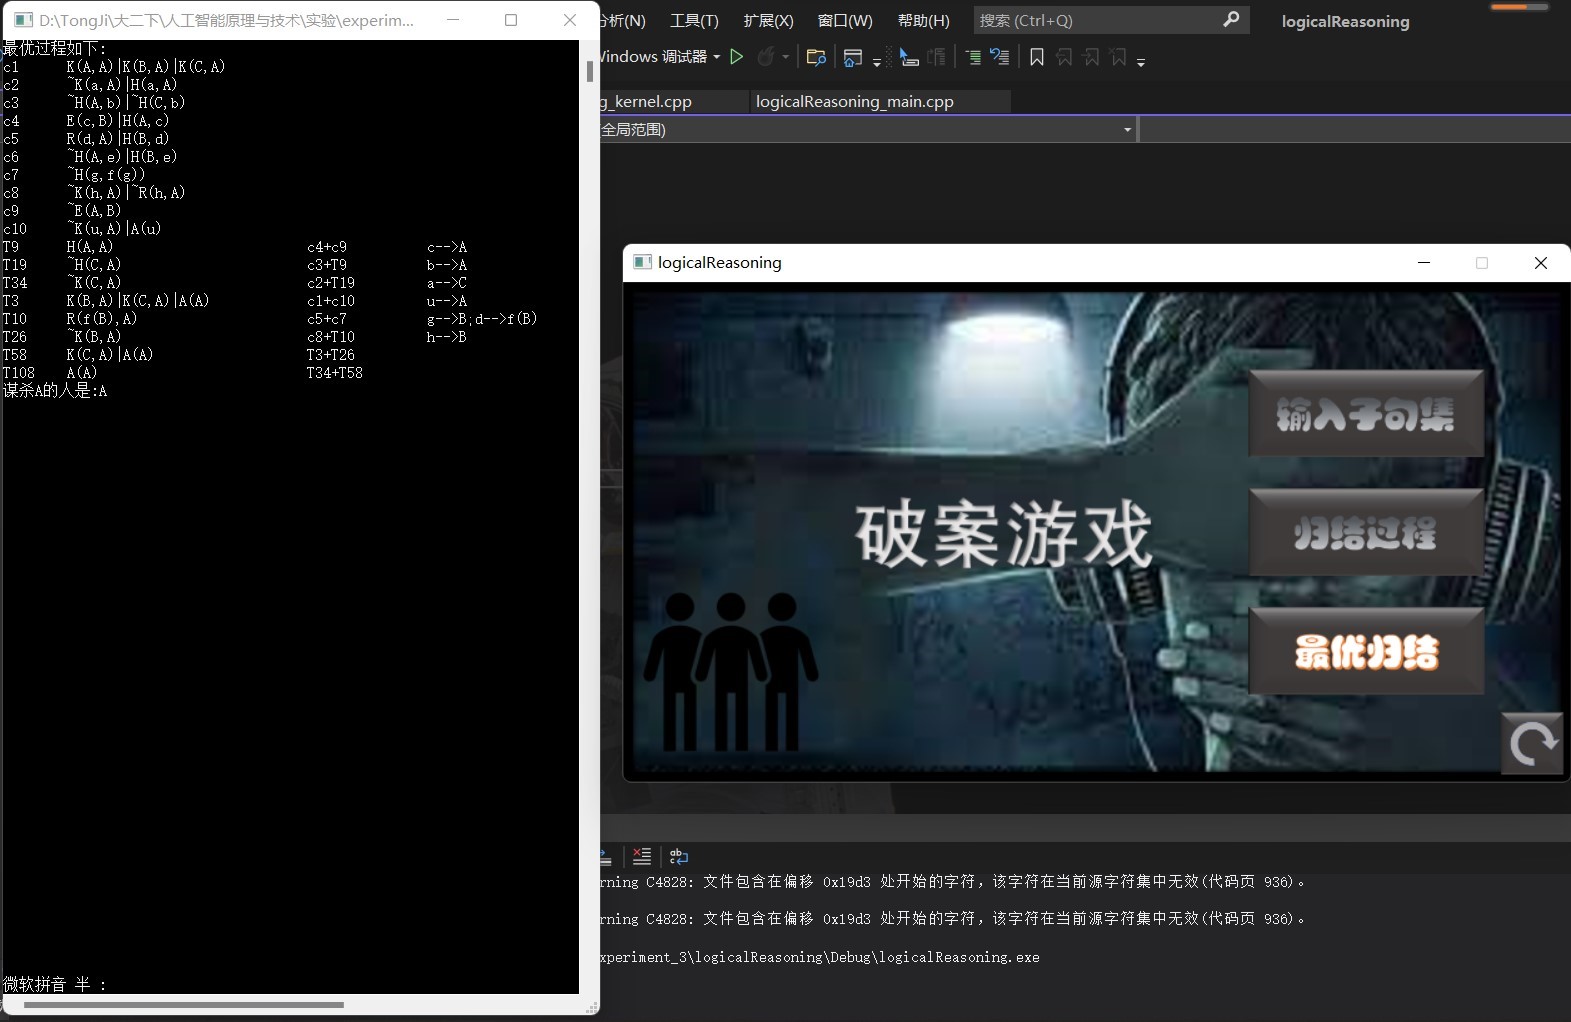 D:\TongJi\大二下\人工智能原理与技术\实验\experim...
最优过程如下:
c1 K(A,A)|K(B,A)|K(C,A)
c2 ~K(a,A)|H(a,A)
c3 ~H(A,b)|~H(C,b)
c4 E(c,B)|H(A,c)
c5 R(d,A)|H(B,d)
c6 ~H(A,e)|H(B,e)
c7 ~H(g,f(g))
c8 ~K(h,A)|~R(h,A)
c9 ~E(A,B)
c10 ~K(u,A)|A(u)
T9 H(A,A) c4+c9 c-->A
T19 ~H(C,A) c3+T9 b-->A
T34 ~K(C,A) c2+T19 a-->C
T3 K(B,A)|K(C,A)|A(A) c1+c10 u-->A
T10 R(f(B),A) c5+c7 g-->B;d-->f(B)
T26 ~K(B,A) c8+T10 h-->B
T58 K(C,A)|A(A) T3+T26
T108 A(A) T34+T58
谋杀A的人是:A
微软拼音 半 :
分析(N) 工具(T) 扩展(X) 窗口(W) 帮助(H) 搜索 (Ctrl+Q) logicalReasoning
Windows 调试器
g_kernel.cpp logicalReasoning_main.cpp
(全局范围)
logicalReasoning
输入子句集
破案游戏
归结过程
最优归结
rning C4828: 文件包含在偏移 0x19d3 处开始的字符，该字符在当前源字符集中无效(代码页 936)。
rning C4828: 文件包含在偏移 0x19d3 处开始的字符，该字符在当前源字符集中无效(代码页 936)。
xperiment_3\logicalReasoning\Debug\logicalReasoning.exe